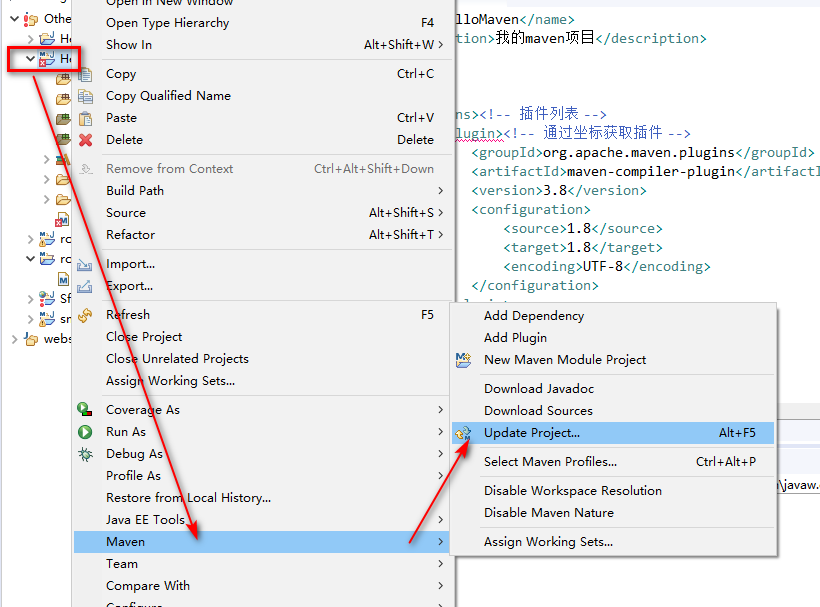 Open in New Window
Othe
Open Type Hierarchy F4
Show In Alt+Shift+W >
Copy Ctrl+C
Copy Qualified Name
Paste Ctrl+V
Delete Delete
Remove from Context Ctrl+Alt+Shift+Down
Build Path >
Source Alt+Shift+S >
Refactor Alt+Shift+T >
Import...
Export...
Refresh F5
Close Project
Close Unrelated Projects
Assign Working Sets...
Coverage As >
Run As >
Debug As >
Profile As >
Restore from Local History...
Java EE Tools >
Maven >
Team >
Compare With >
He
He
ro
ro
Sf
sr
webs
lloMaven</name>
tion>我的maven项目</description>
ns><!-- 插件列表 -->
lugin><!-- 通过坐标获取插件 -->
<groupId>org.apache.maven.plugins</groupId>
<artifactId>maven-compiler-plugin</artifactI
<version>3.8</version>
<configuration>
<source>1.8</source>
<target>1.8</target>
<encoding>UTF-8</encoding>
</configuration>
Add Dependency
Add Plugin
New Maven Module Project
Download Javadoc
Download Sources
Update Project... Alt+F5
Select Maven Profiles... Ctrl+Alt+P
Disable Workspace Resolution
Disable Maven Nature
Assign Working Sets...
\javaw.